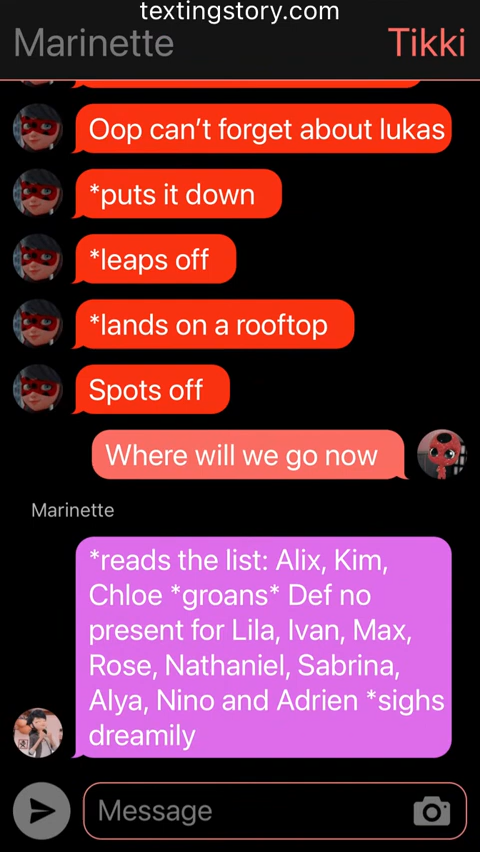 textingstory.com
Marinette
Tikki
Oop can’t forget about lukas
*puts it down
*leaps off
*lands on a rooftop
Spots off
Where will we go now
Marinette
*reads the list: Alix, Kim,
Chloe *groans* Def no
present for Lila, Ivan, Max,
Rose, Nathaniel, Sabrina,
Alya, Nino and Adrien *sighs
dreamily
Message